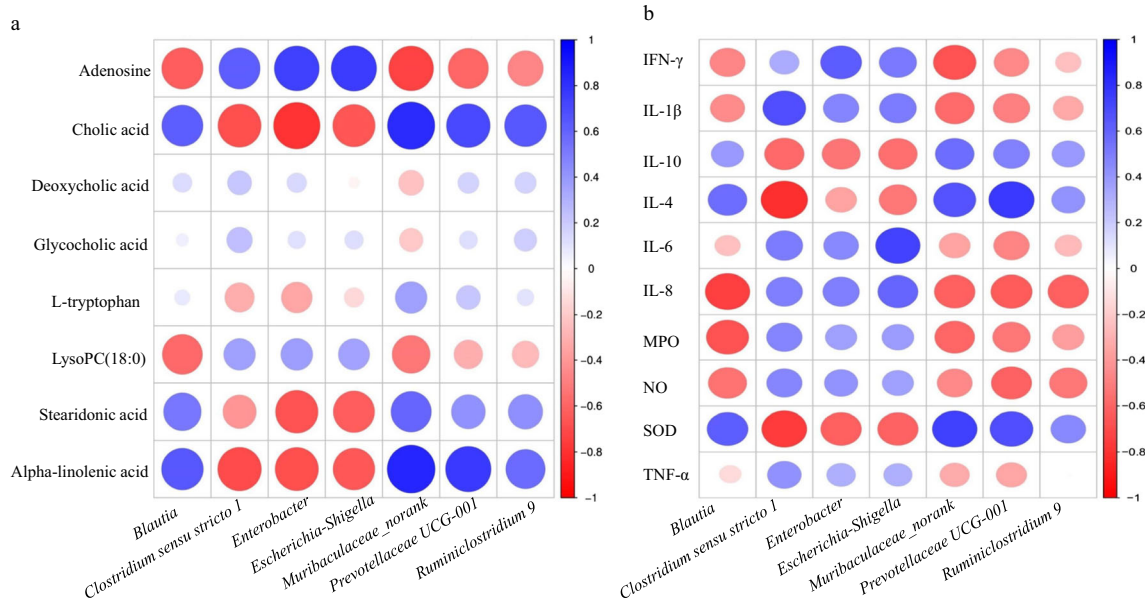 a
Adenosine
Cholic acid
Deoxycholic acid
Glycocholic acid
L-tryptophan
LysoPC(18:0)
Stearidonic acid
Alpha-linolenic acid
1
0.8
0.6
0.4
0.2
0
−0.2
−0.4
−0.6
−0.8
−1
Blautia
Clostridium sensu stricto 1
Enterobacter
Escherichia-Shigella
Muribaculaceae_norank
Prevotellaceae UCG-001
Ruminiclostridium 9
b
IFN-γ
IL-1β
IL-10
IL-4
IL-6
IL-8
MPO
NO
SOD
TNF-α
1
0.8
0.6
0.4
0.2
0
−0.2
−0.4
−0.6
−0.8
−1
Blautia
Clostridium sensu stricto 1
Enterobacter
Escherichia-Shigella
Muribaculaceae_norank
Prevotellaceae UCG-001
Ruminiclostridium 9